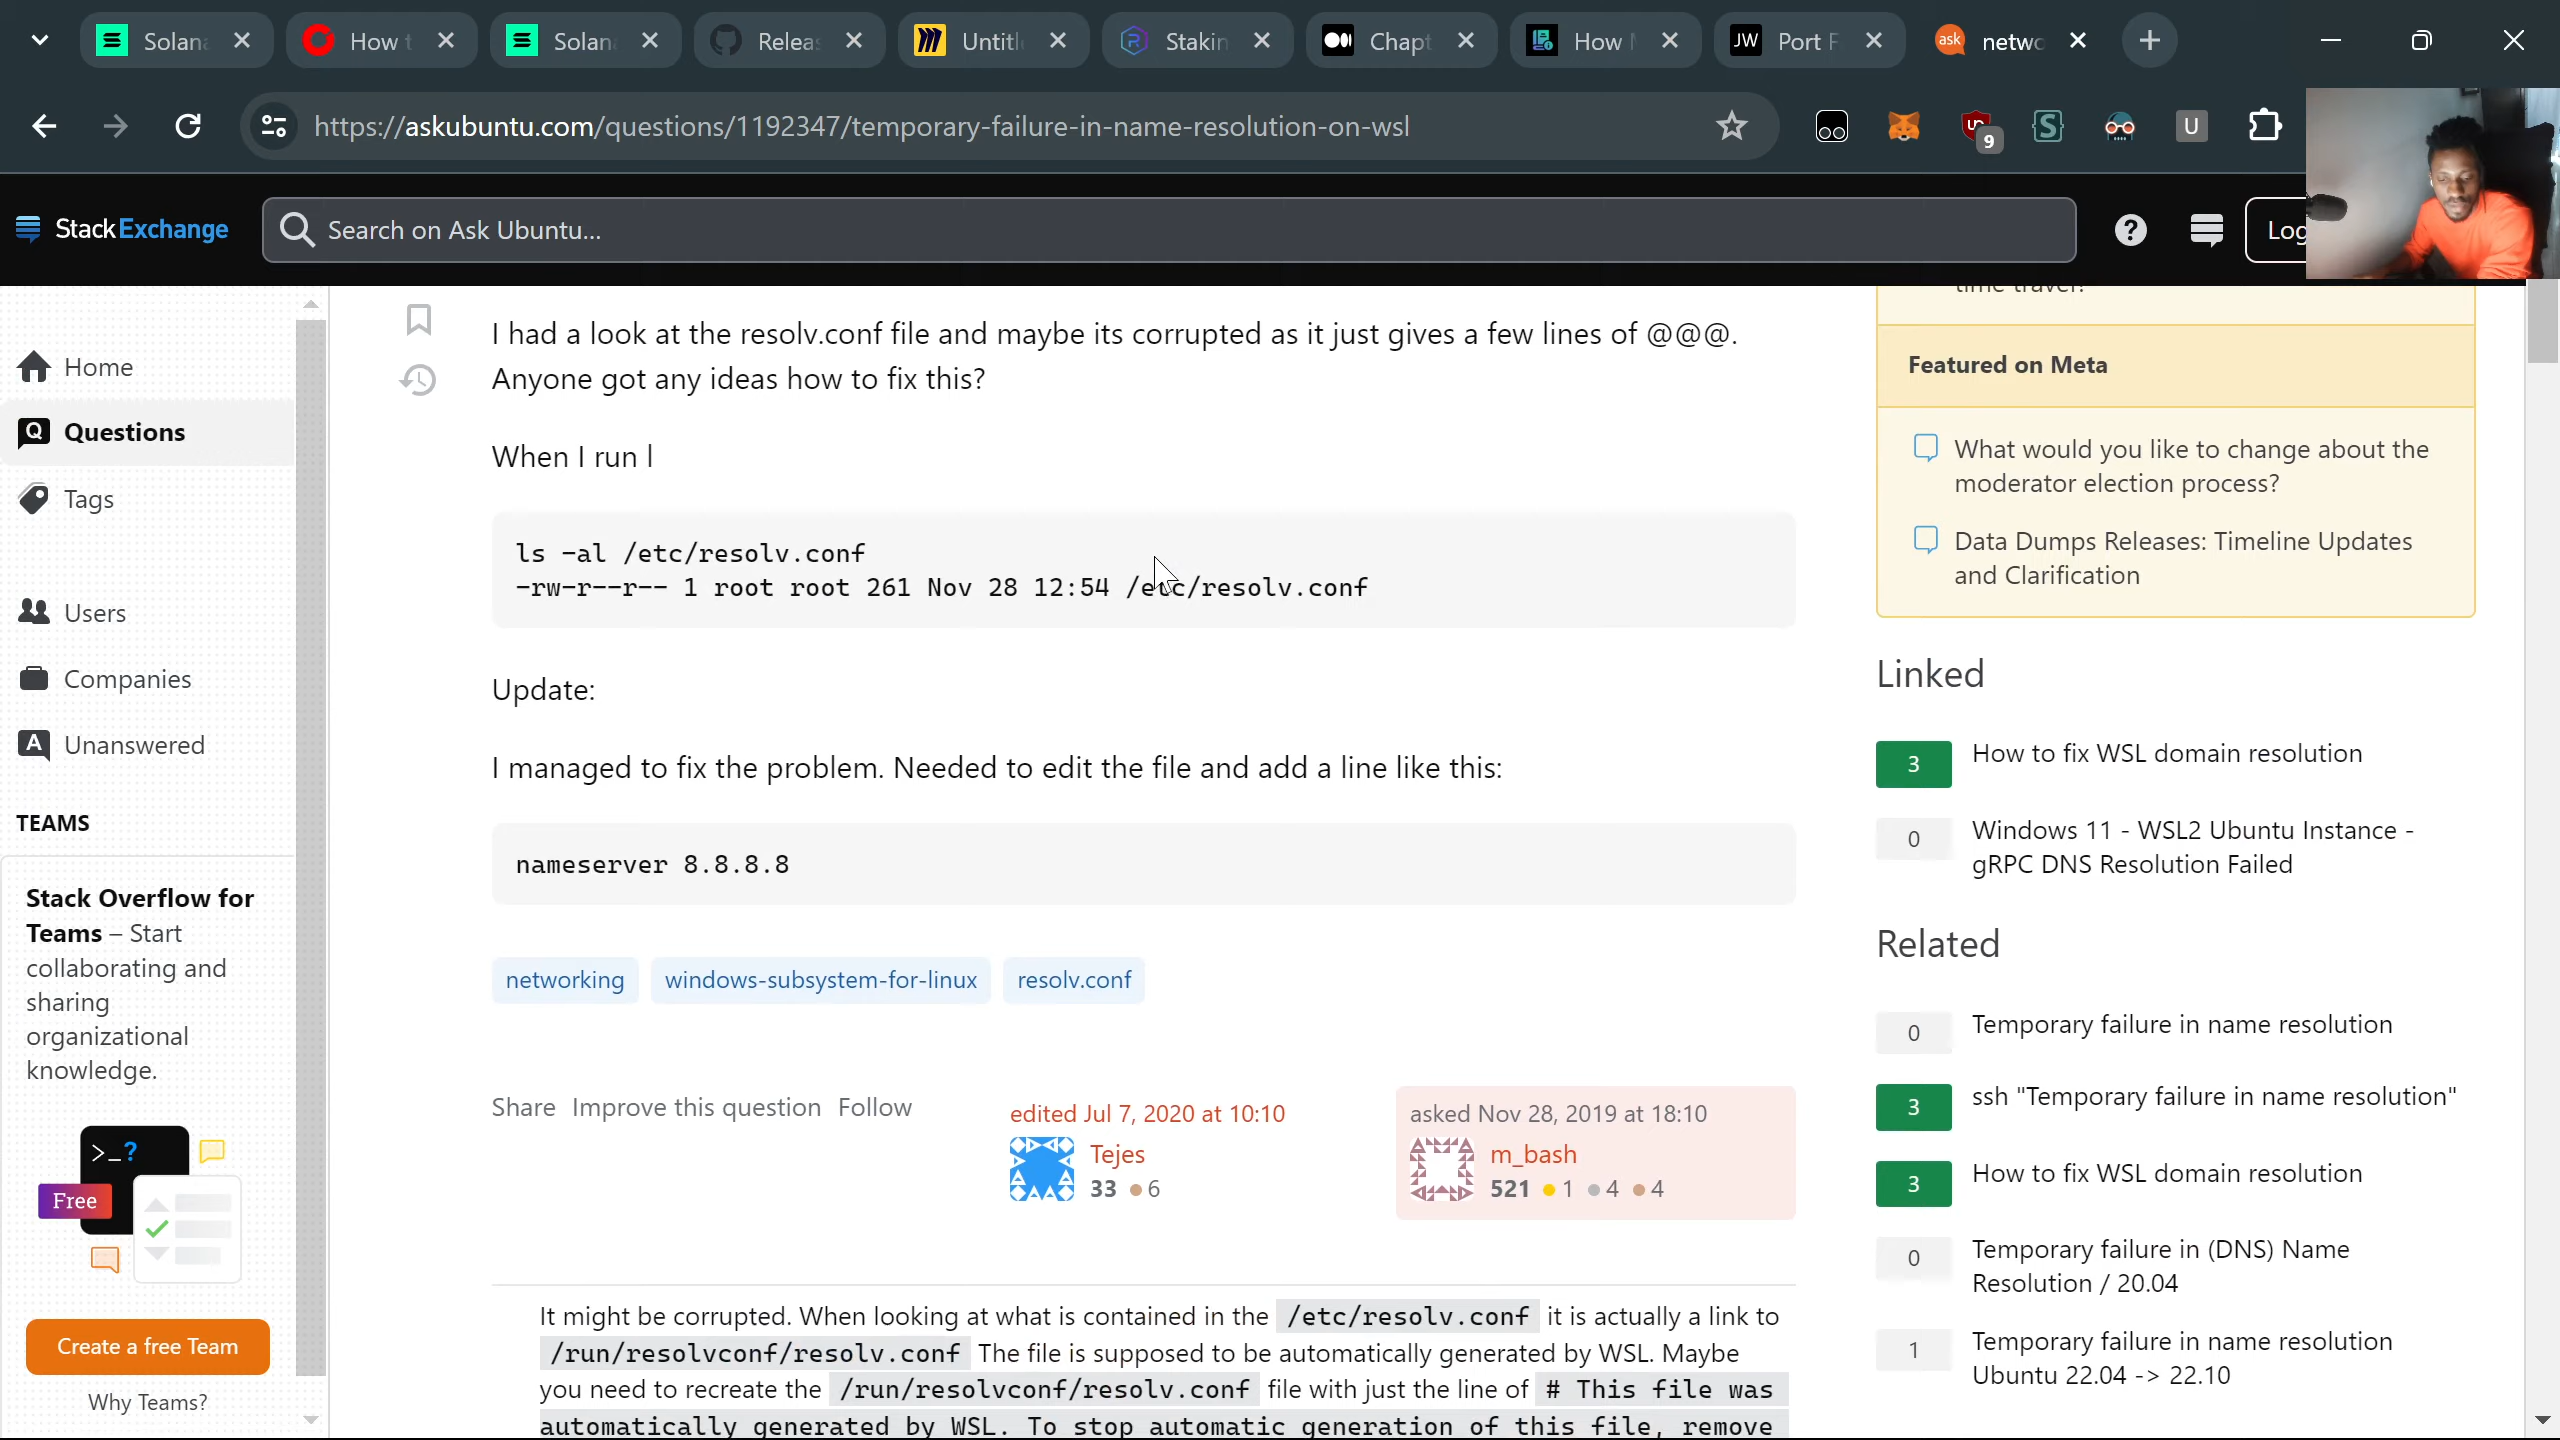 Solan
How t
Solan
Relea
Untitl
Stakin
Chapt
How
JW
Port F
ask
netwo
https://askubuntu.com/questions/1192347/temporary-failure-in-name-resolution-on-wsl
9
U
StackExchange
Search on Ask Ubuntu...
Log
time travel?
I had a look at the resolv.conf file and maybe its corrupted as it just gives a few lines of @@@.
Anyone got any ideas how to fix this?
When I run l
ls -al /etc/resolv.conf
-rw-r--r-- 1 root root 261 Nov 28 12:54 /etc/resolv.conf
Update:
I managed to fix the problem. Needed to edit the file and add a line like this:
nameserver 8.8.8.8
networking
windows-subsystem-for-linux
resolv.conf
Share Improve this question Follow
edited Jul 7, 2020 at 10:10
Tejes
33 6
asked Nov 28, 2019 at 18:10
m_bash
521 1 4 4
It might be corrupted. When looking at what is contained in the /etc/resolv.conf it is actually a link to
/run/resolvconf/resolv.conf The file is supposed to be automatically generated by WSL. Maybe
you need to recreate the /run/resolvconf/resolv.conf file with just the line of # This file was
automatically generated by WSL. To stop automatic generation of this file, remove
Home
Questions
Tags
Users
Companies
Unanswered
TEAMS
Stack Overflow for
Teams – Start
collaborating and
sharing
organizational
knowledge.
>_?
Free
Create a free Team
Why Teams?
Featured on Meta
What would you like to change about the
moderator election process?
Data Dumps Releases: Timeline Updates
and Clarification
Linked
3 How to fix WSL domain resolution
0 Windows 11 - WSL2 Ubuntu Instance -
gRPC DNS Resolution Failed
Related
0 Temporary failure in name resolution
3 ssh "Temporary failure in name resolution"
3 How to fix WSL domain resolution
0 Temporary failure in (DNS) Name
Resolution / 20.04
1 Temporary failure in name resolution
Ubuntu 22.04 -> 22.10